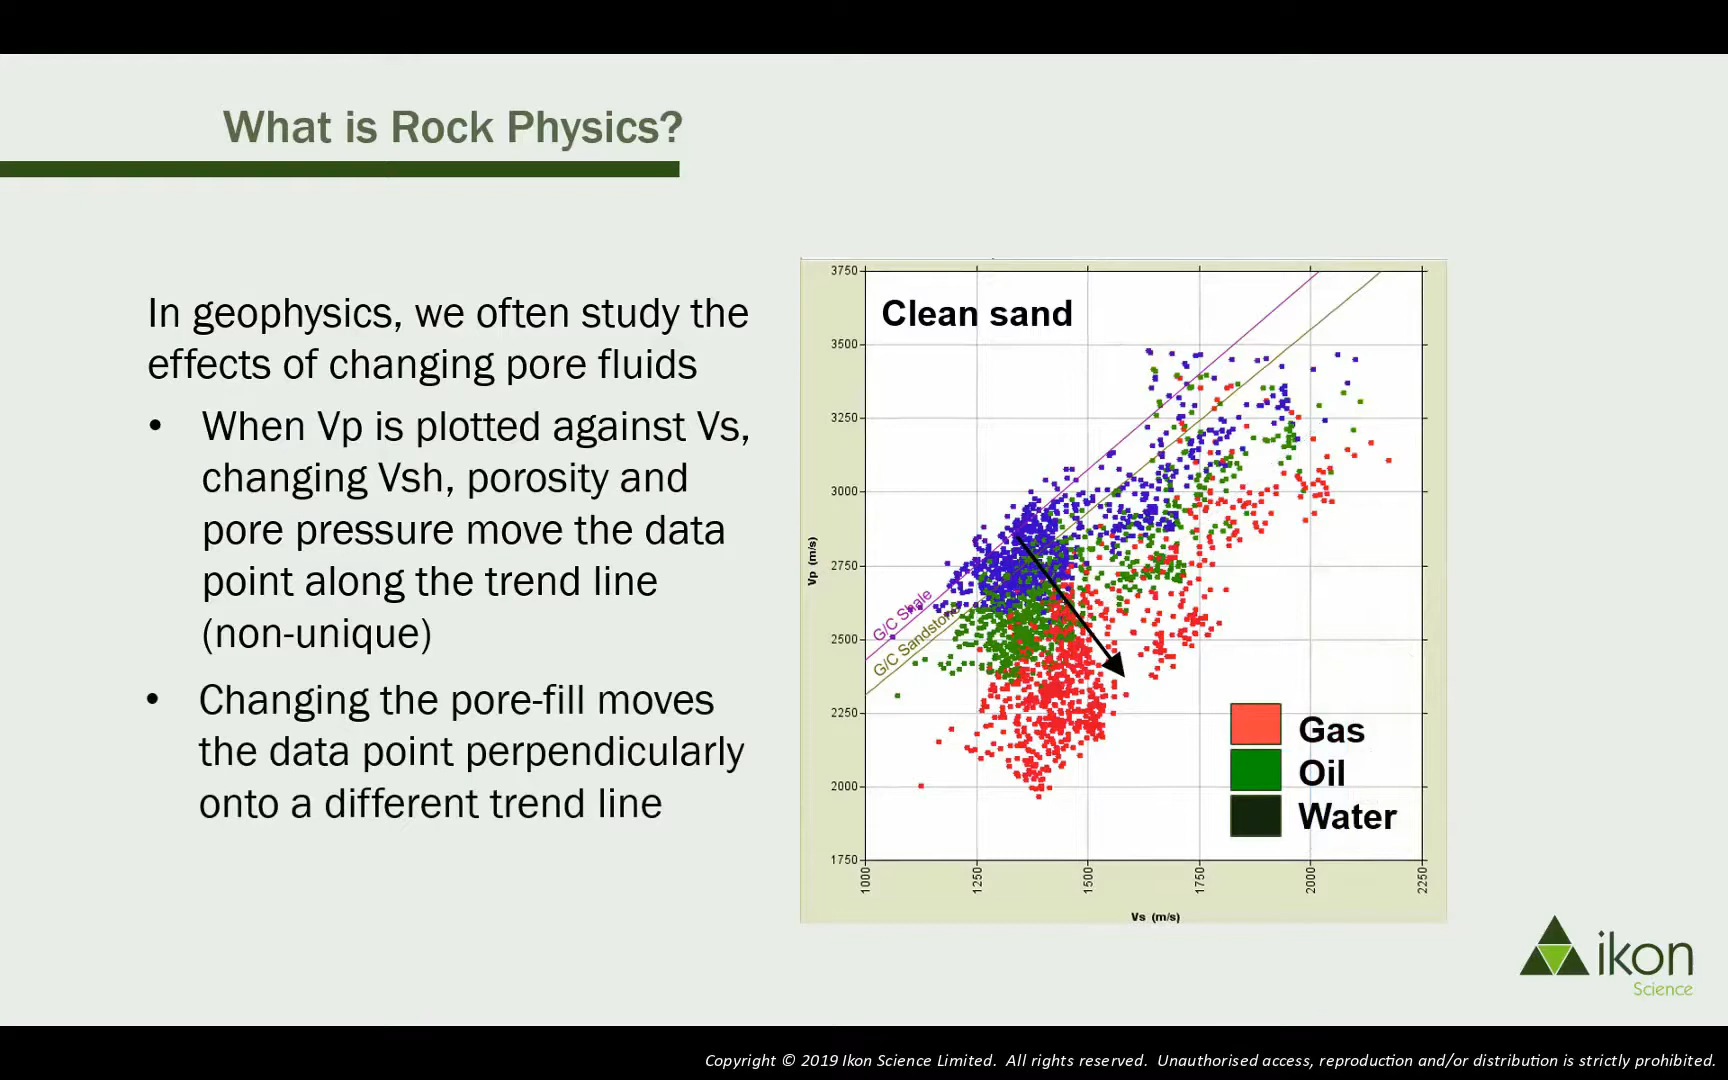 What is Rock Physics?
In geophysics, we often study the
effects of changing pore fluids
• When Vp is plotted against Vs,
changing Vsh, porosity and
pore pressure move the data
point along the trend line
(non-unique)
• Changing the pore-fill moves
the data point perpendicularly
onto a different trend line
Clean sand
3750
3500
3250
3000
2750
2500
2250
2000
1750
Vp (m/s)
G/C Shale
G/C Sandstone
Gas
Oil
Water
1000 1250 1500 1750 2000 2250
Vs (m/s)
ikon
Science
Copyright © 2019 Ikon Science Limited. All rights reserved. Unauthorised access, reproduction and/or distribution is strictly prohibited.